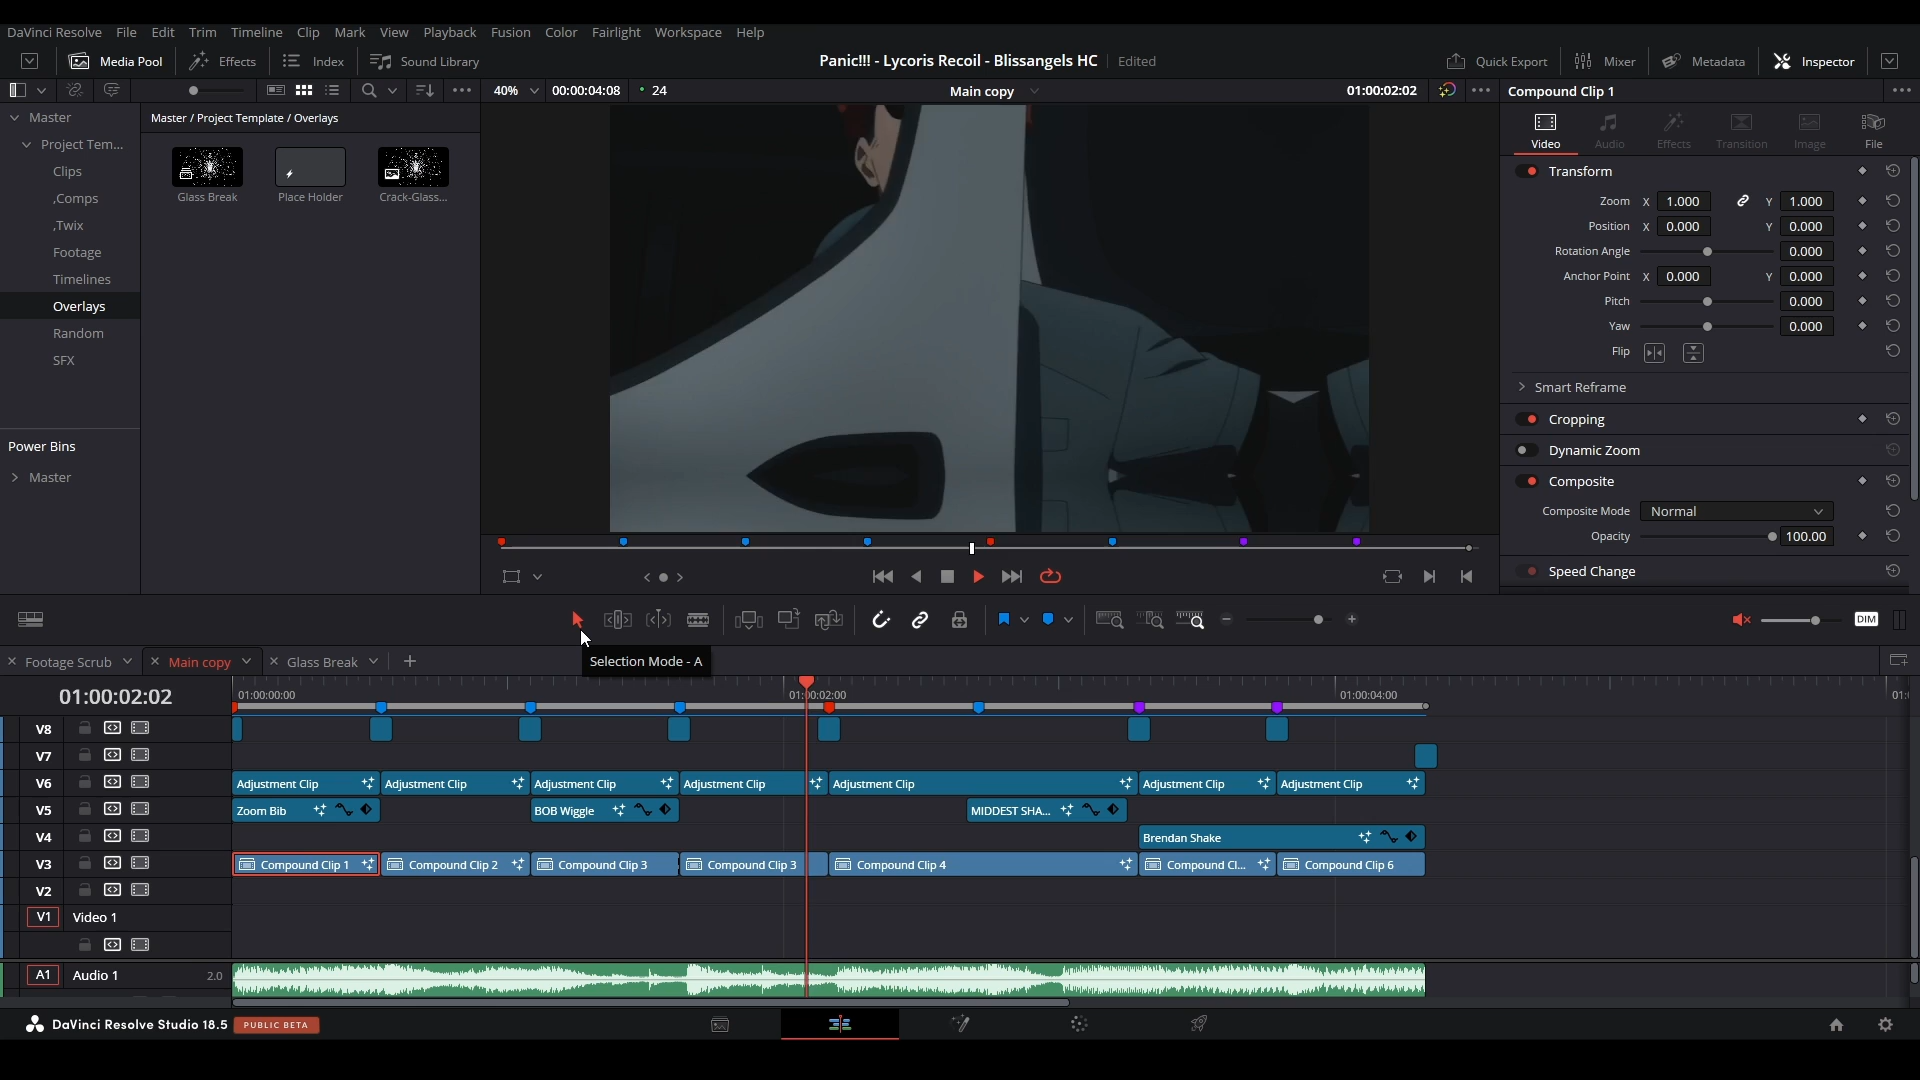 DaVinci Resolve File Edit Trim Timeline Clip Mark View Playback Fusion Color Fairlight Workspace Help
Media Pool Effects Index Sound Library Panic!!! - Lycoris Recoil - Blissangels HC Edited Quick Export Mixer Metadata Inspector
40% 00:00:04:08 24 Main copy 01:00:02:02 Compound Clip 1
Master Master / Project Template / Overlays
Project Tem...
Clips
,Comps
,Twix
Footage
Timelines
Overlays
Random
SFX
Power Bins
Master
Glass Break Place Holder Crack-Glass...
Video Audio Effects Transition Image File
Transform
Zoom X 1.000 Y 1.000
Position X 0.000 Y 0.000
Rotation Angle 0.000
Anchor Point X 0.000 Y 0.000
Pitch 0.000
Yaw 0.000
Flip
Smart Reframe
Cropping
Dynamic Zoom
Composite
Composite Mode Normal
Opacity 100.00
Speed Change
DIM
Selection Mode - A
Footage Scrub Main copy Glass Break
01:00:02:02 01:00:00:00 01:00:02:00 01:00:04:00 01:
V8
V7
V6 Adjustment Clip Adjustment Clip Adjustment Clip Adjustment Clip Adjustment Clip Adjustment Clip Adjustment Clip
V5 Zoom Bib BOB Wiggle MIDDEST SHA...
V4 Brendan Shake
V3 Compound Clip 1 Compound Clip 2 Compound Clip 3 Compound Clip 3 Compound Clip 4 Compound Cl... Compound Clip 6
V2
V1 Video 1
A1 Audio 1 2.0
DaVinci Resolve Studio 18.5 PUBLIC BETA